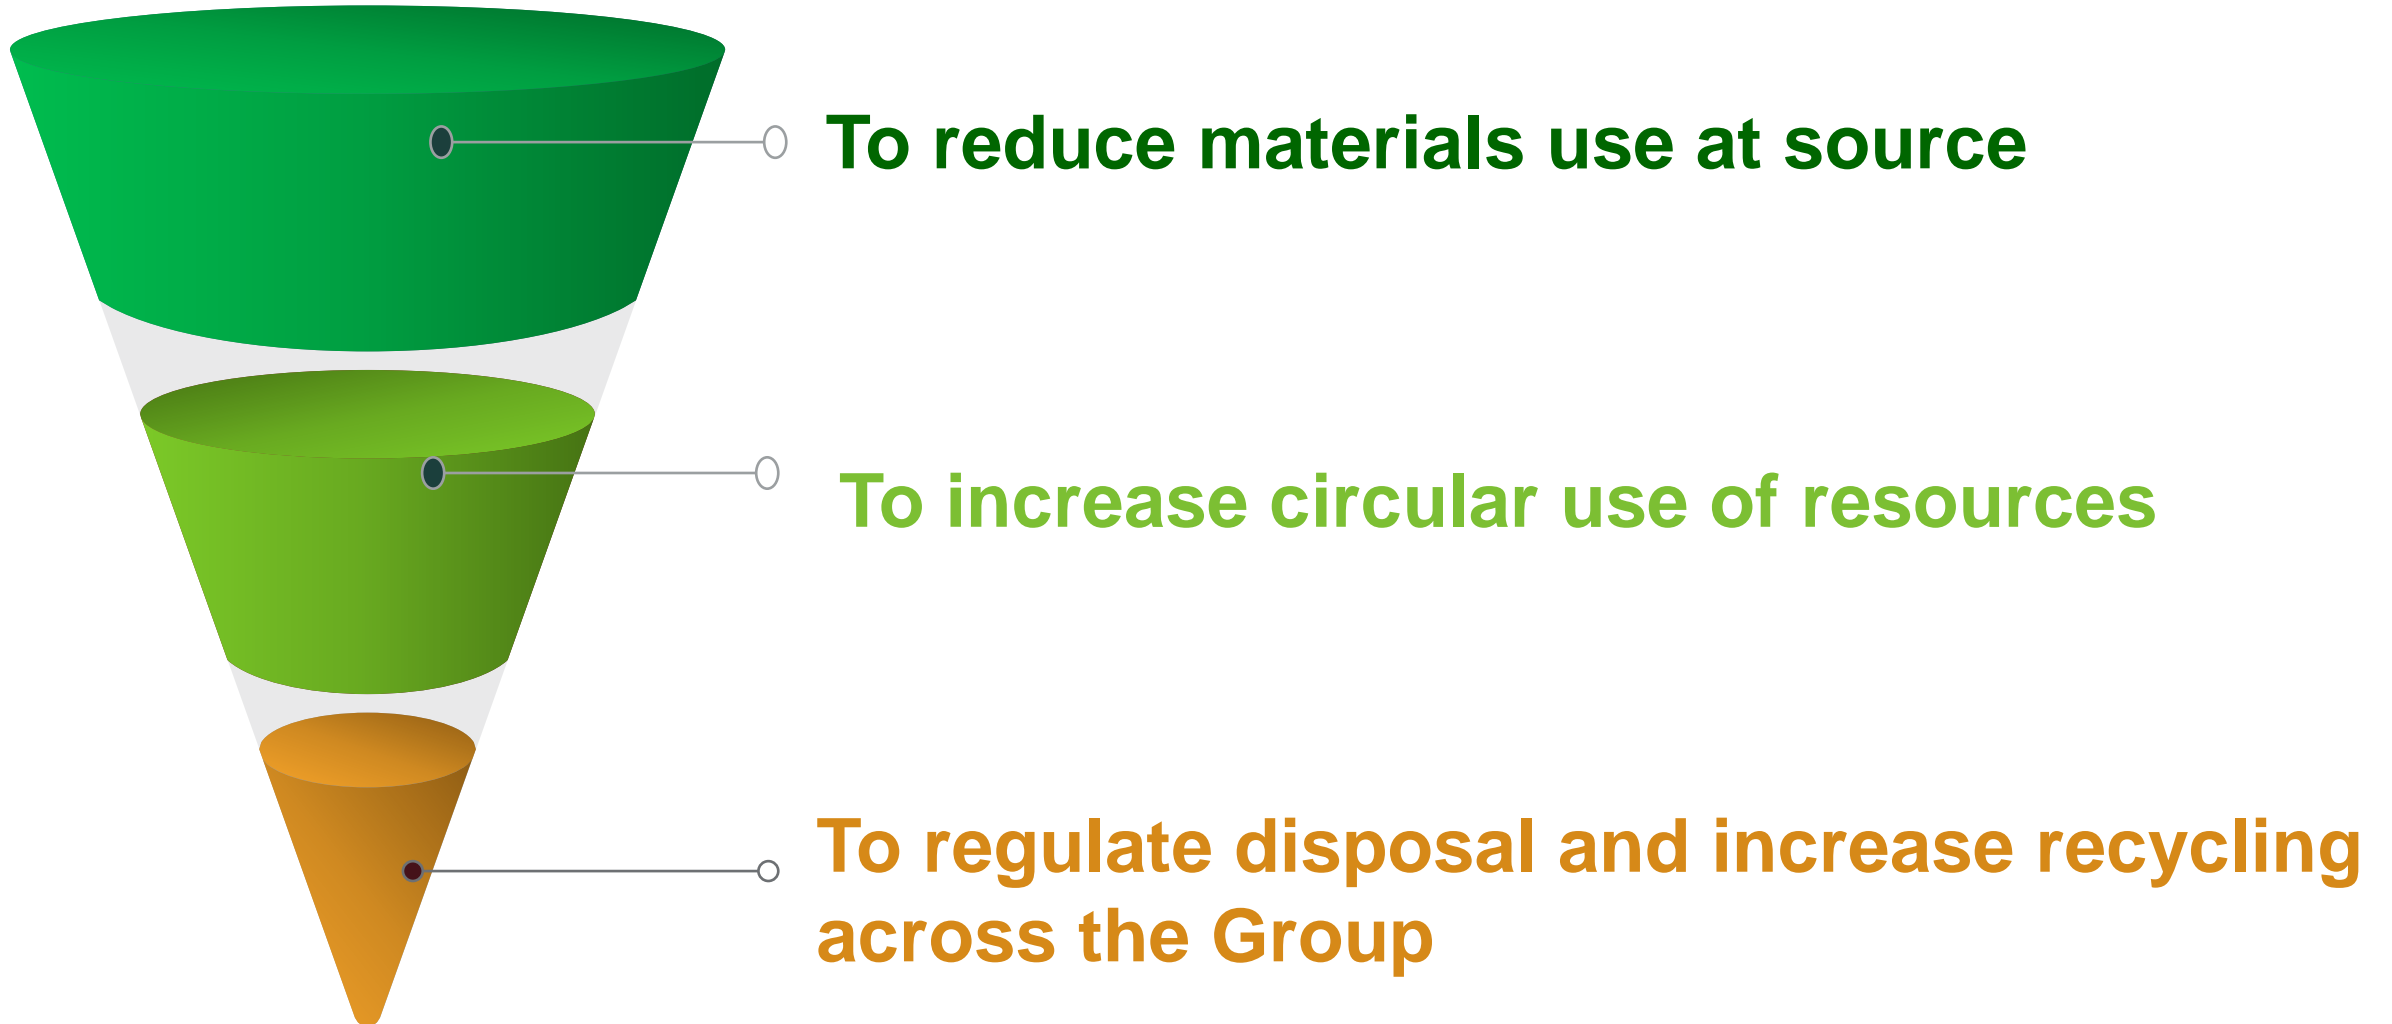 To reduce materials use at source
To increase circular use of resources
To regulate disposal and increase recycling
across the Group